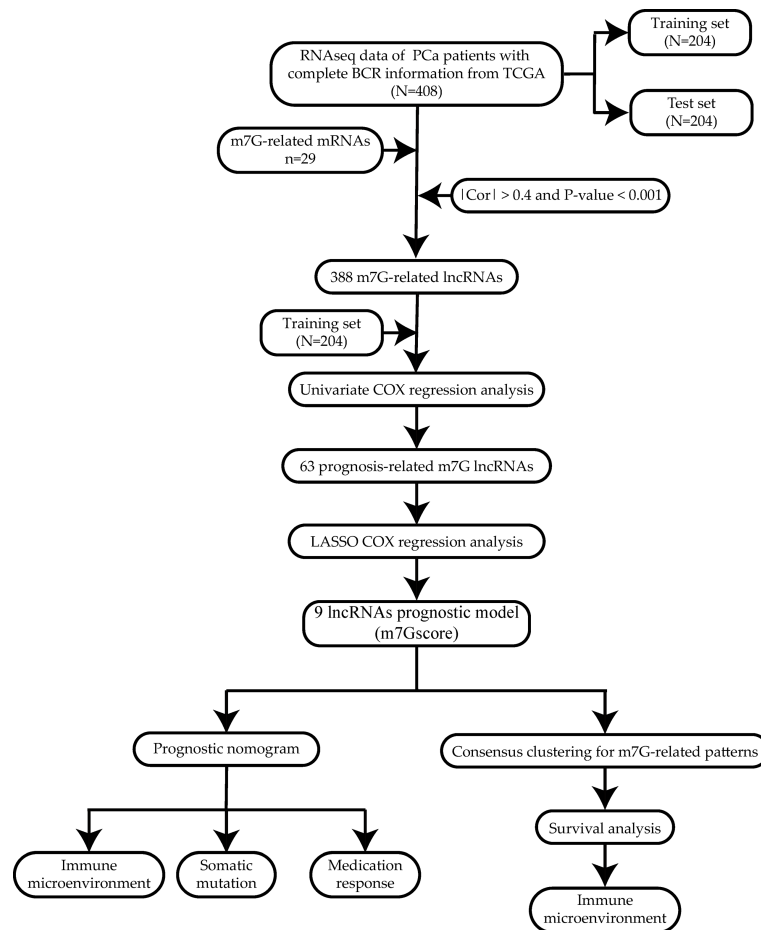 Training set
(N=204)
RNAseq data of PCa patients with
complete BCR information from TCGA
(N=408)
Test set
(N=204)
m7G-related mRNAs
n=29
|Cor| > 0.4 and P-value < 0.001
388 m7G-related lncRNAs
Training set
(N=204)
Univariate COX regression analysis
63 prognosis-related m7G lncRNAs
LASSO COX regression analysis
9 lncRNAs prognostic model
(m7Gscore)
Prognostic nomogram
Consensus clustering for m7G-related patterns
Immune
microenvironment
Somatic
mutation
Medication
response
Survival analysis
Immune
microenvironment